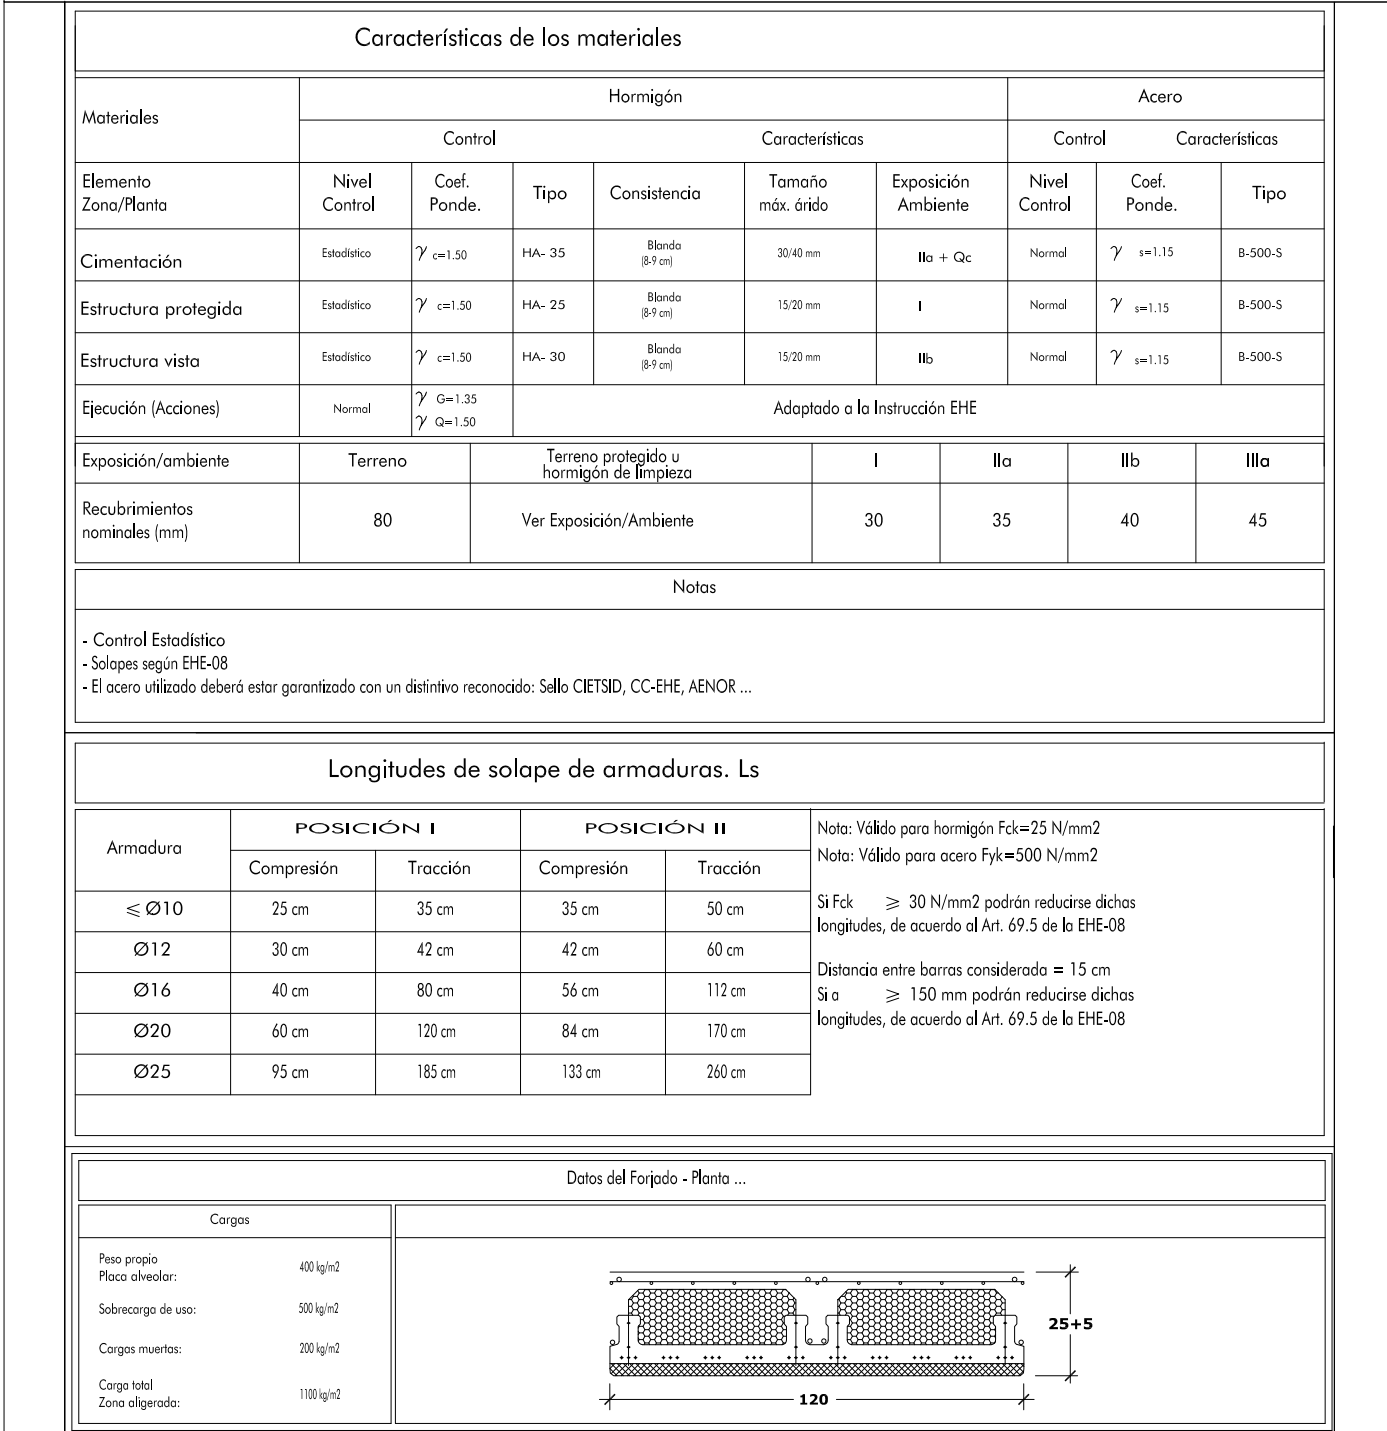 Características de los materiales
Materiales
Hormigón
Acero
Control
Características
Control
Características
Elemento
Zona/Planta
Nivel
Control
Coef.
Ponde.
Tipo
Consistencia
Tamaño
máx. árido
Exposición
Ambiente
Nivel
Control
Coef.
Ponde.
Tipo
Cimentación
Estadístico
γ c=1.50
HA- 35
Blanda
(8-9 cm)
30/40 mm
IIa + Qc
Normal
γ s=1.15
B-500-S
Estructura protegida
Estadístico
γ c=1.50
HA- 25
Blanda
(8-9 cm)
15/20 mm
I
Normal
γ s=1.15
B-500-S
Estructura vista
Estadístico
γ c=1.50
HA- 30
Blanda
(8-9 cm)
15/20 mm
IIb
Normal
γ s=1.15
B-500-S
Ejecución (Acciones)
Normal
γ G=1.35
γ Q=1.50
Adaptado a la Instrucción EHE
Exposición/ambiente
Terreno
Terreno protegido u
hormigón de limpieza
I
IIa
IIb
IIIa
Recubrimientos
nominales (mm)
80
Ver Exposición/Ambiente
30
35
40
45
Notas
- Control Estadístico
- Solapes según EHE-08
- El acero utilizado deberá estar garantizado con un distintivo reconocido: Sello CIETSID, CC-EHE, AENOR ...
Longitudes de solape de armaduras. Ls
Armadura
POSICIÓN I
POSICIÓN II
Compresión
Tracción
Compresión
Tracción
≤ Ø10
25 cm
35 cm
35 cm
50 cm
Ø12
30 cm
42 cm
42 cm
60 cm
Ø16
40 cm
80 cm
56 cm
112 cm
Ø20
60 cm
120 cm
84 cm
170 cm
Ø25
95 cm
185 cm
133 cm
260 cm
Nota: Válido para hormigón Fck=25 N/mm2
Nota: Válido para acero Fyk=500 N/mm2
Si Fck ≥ 30 N/mm2 podrán reducirse dichas
longitudes, de acuerdo al Art. 69.5 de la EHE-08
Distancia entre barras considerada = 15 cm
Si a ≥ 150 mm podrán reducirse dichas
longitudes, de acuerdo al Art. 69.5 de la EHE-08
Datos del Forjado - Planta ...
Cargas
Peso propio
Placa alveolar:
400 kg/m2
Sobrecarga de uso:
500 kg/m2
Cargas muertas:
200 kg/m2
Carga total
Zona aligerada:
1100 kg/m2
25+5
120